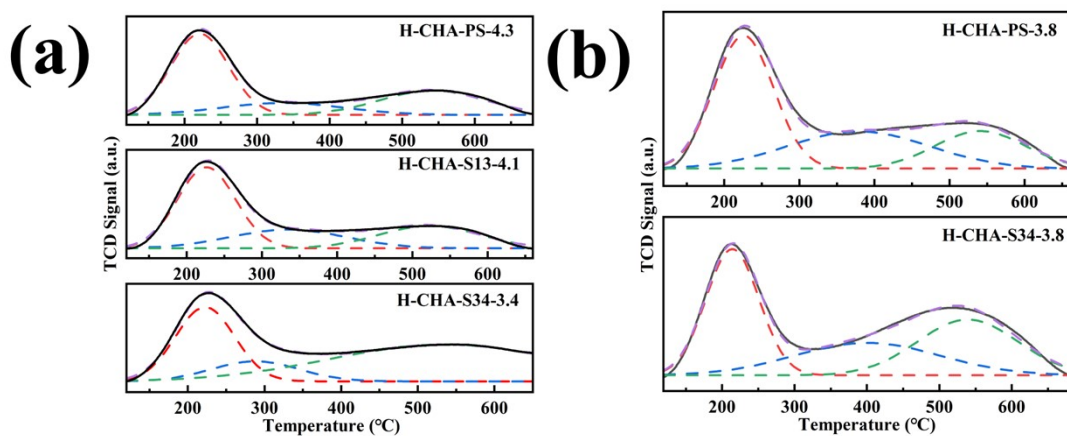 (a)
H-CHA-PS-4.3
200 300 400 500 600
H-CHA-S13-4.1
200 300 400 500 600
H-CHA-S34-3.4
200 300 400 500 600
TCD Signal (a.u.)
Temperature (°C)
(b)
H-CHA-PS-3.8
200 300 400 500 600
H-CHA-S34-3.8
200 300 400 500 600
TCD Signal (a.u.)
Temperature (°C)